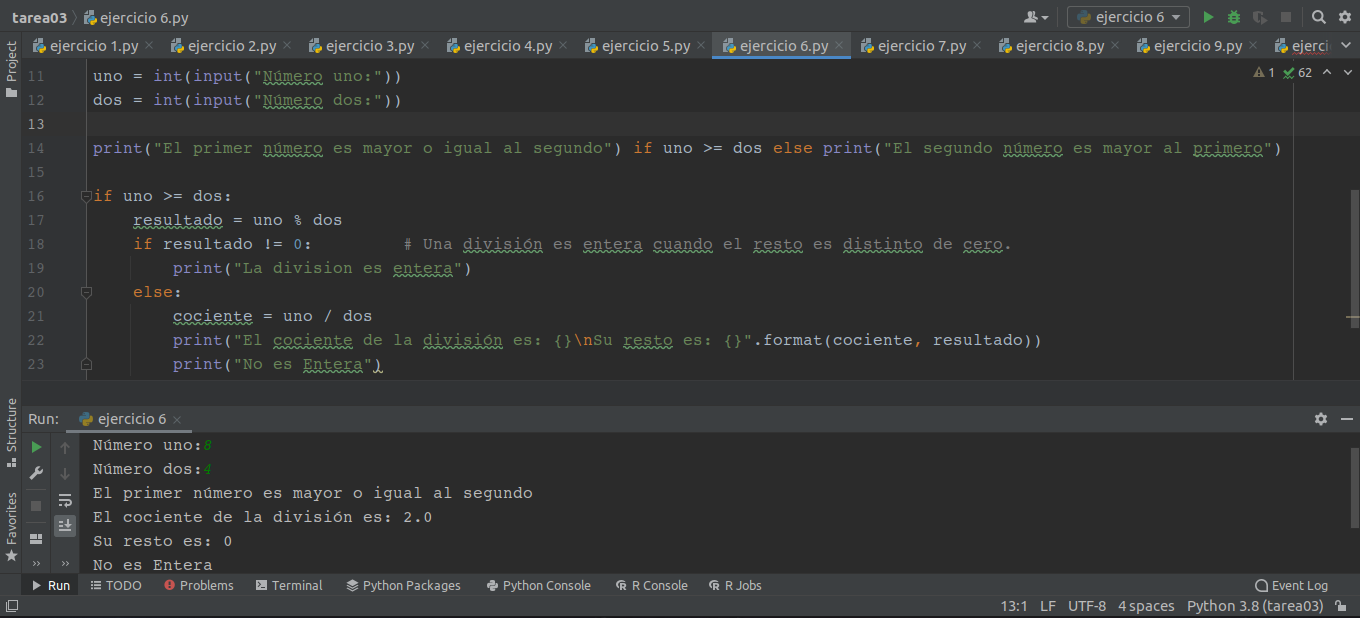 tarea03 ejercicio 6.py ejercicio 6
Project
ejercicio 1.py ejercicio 2.py ejercicio 3.py ejercicio 4.py ejercicio 5.py ejercicio 6.py ejercicio 7.py ejercicio 8.py ejercicio 9.py ejerci
11 uno = int(input("Número uno:")) 1 62
12 dos = int(input("Número dos:"))
13
14 print("El primer número es mayor o igual al segundo") if uno >= dos else print("El segundo número es mayor al primero")
15
16 if uno >= dos:
17     resultado = uno % dos
18     if resultado != 0:         # Una división es entera cuando el resto es distinto de cero.
19         print("La division es entera")
20     else:
21         cociente = uno / dos
22         print("El cociente de la división es: {}\nSu resto es: {}".format(cociente, resultado))
23         print("No es Entera")
Structure
Favorites
Run: ejercicio 6
Número uno:8
Número dos:4
El primer número es mayor o igual al segundo
El cociente de la división es: 2.0
Su resto es: 0
No es Entera
Run TODO Problems Terminal Python Packages Python Console R Console R Jobs Event Log
13:1 LF UTF-8 4 spaces Python 3.8 (tarea03)